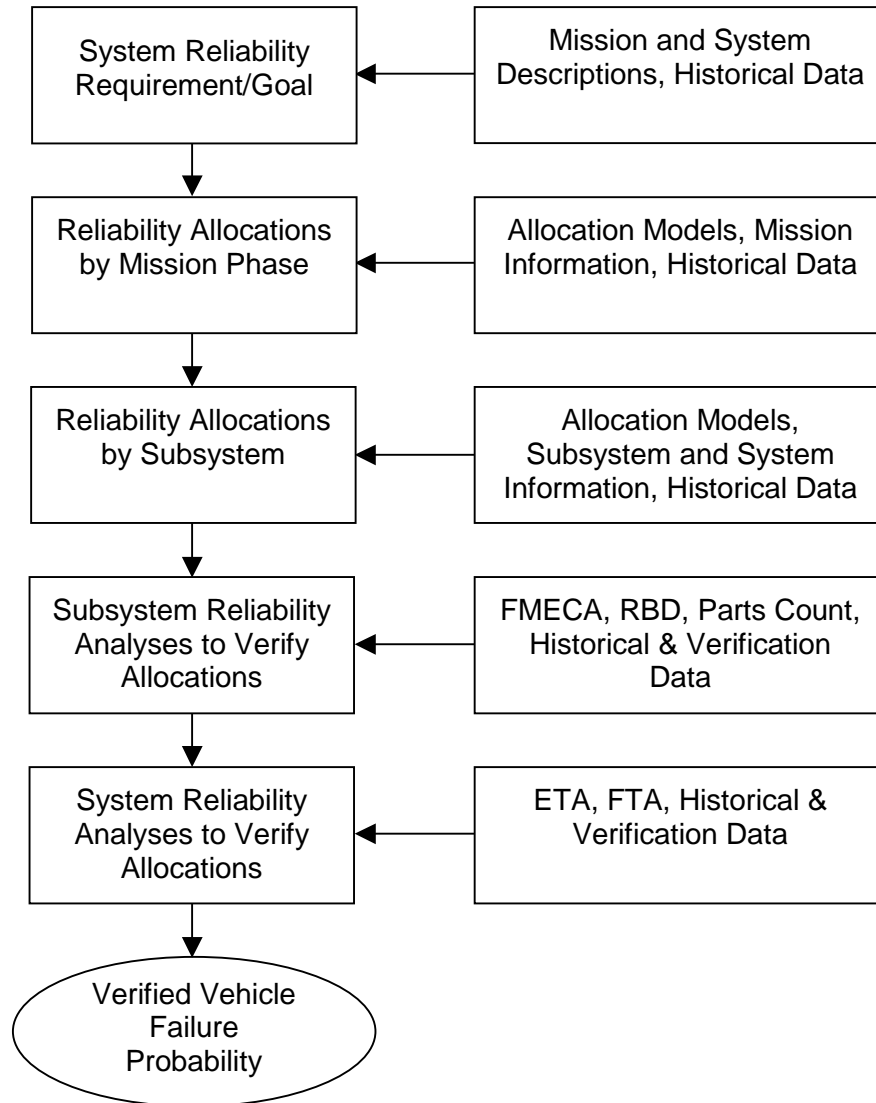 System Reliability
Requirement/Goal
Mission and System
Descriptions, Historical Data
Reliability Allocations
by Mission Phase
Allocation Models, Mission
Information, Historical Data
Reliability Allocations
by Subsystem
Allocation Models,
Subsystem and System
Information, Historical Data
Subsystem Reliability
Analyses to Verify
Allocations
FMECA, RBD, Parts Count,
Historical & Verification
Data
System Reliability
Analyses to Verify
Allocations
ETA, FTA, Historical &
Verification Data
Verified Vehicle
Failure
Probability